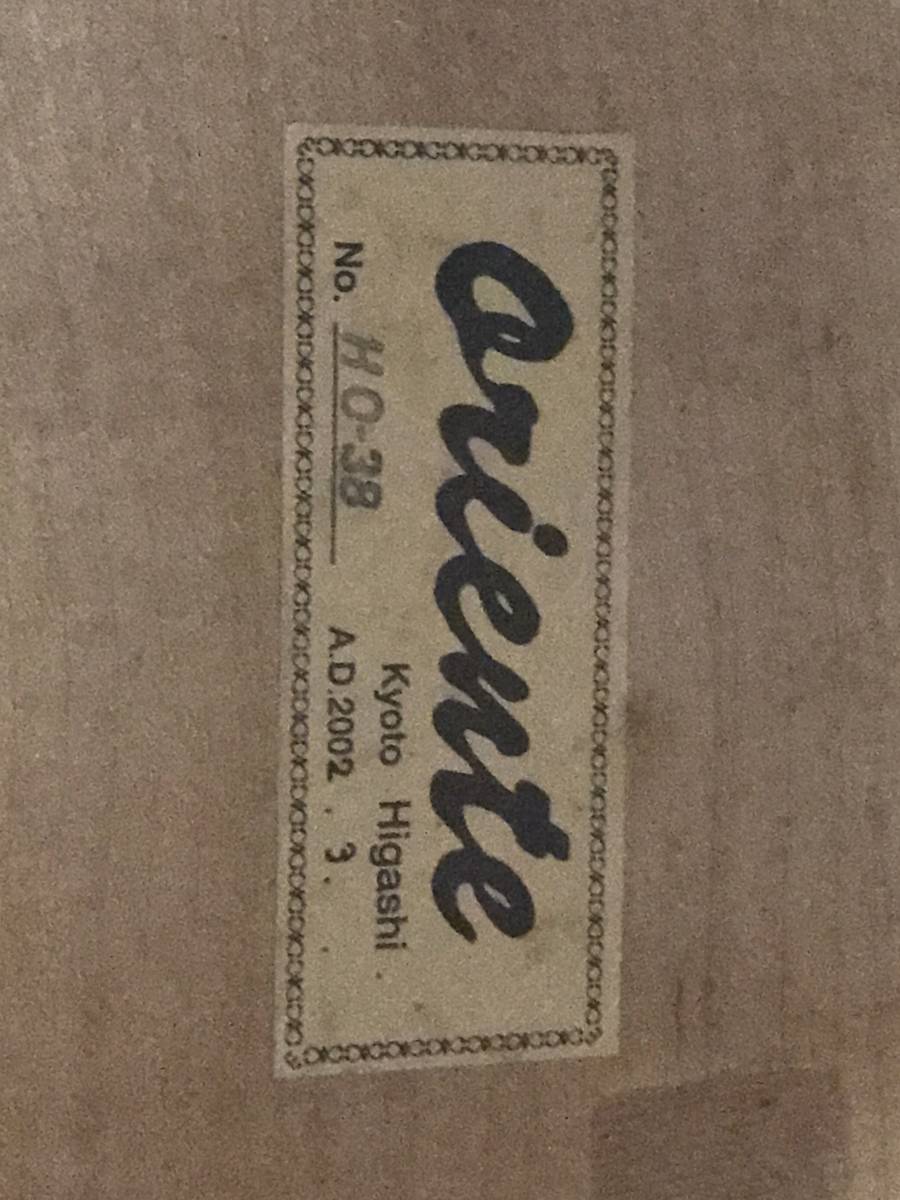 oriente
Kyoto Higashi.
No. HO-38 A.D.2002. 3.